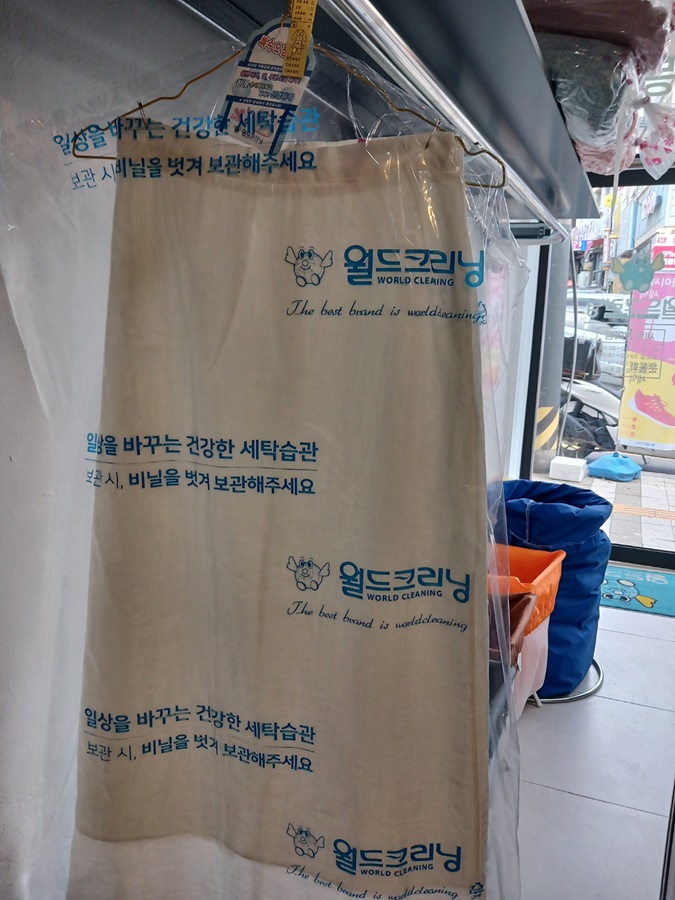 일상을 바꾸는 건강한 세탁습관
보관 시, 비닐을 벗겨 보관해주세요
월드크리닝
WORLD CLEANING
The best brand is worldcleaning
일상을 바꾸는 건강한 세탁습관
보관 시, 비닐을 벗겨 보관해주세요
월드크리닝
WORLD CLEANING
The best brand is worldcleaning
일상을 바꾸는 건강한 세탁습관
보관 시, 비닐을 벗겨 보관해주세요
월드크리닝
WORLD CLEANING
The best brand is worldcleaning